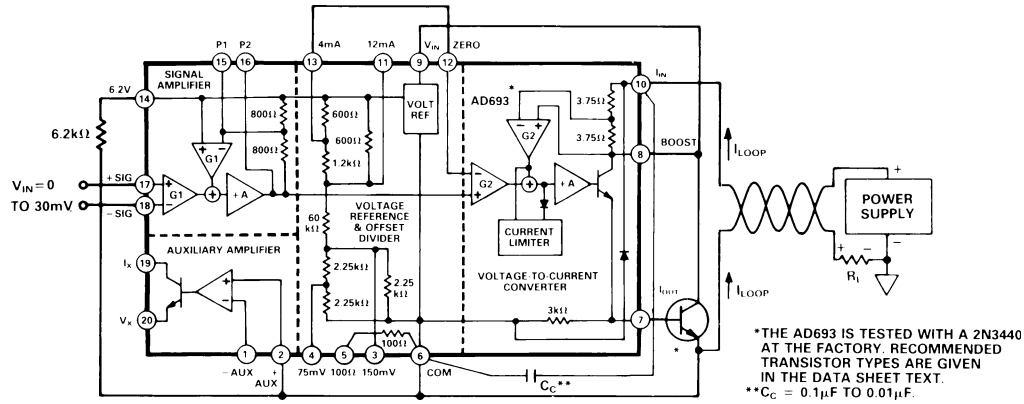 P1
P2
4mA
12mA
VIN
ZERO
15
16
13
11
9
12
SIGNAL
AMPLIFIER
6.2V
14
6.2kΩ
800Ω
800Ω
600Ω
600Ω
1.2kΩ
VOLT
REF
AD693
*
3.75Ω
3.75Ω
10
IIN
8
BOOST
G1
G2
+ SIG
17
VIN = 0
TO 30mV
18
− SIG
G1
+
+ A
G2
+
+ A
CURRENT
LIMITER
60
kΩ
VOLTAGE
REFERENCE
& OFFSET
DIVIDER
AUXILIARY AMPLIFIER
IX
19
VX
20
2.25kΩ
2.25kΩ
2.25
kΩ
VOLTAGE-TO-CURRENT
CONVERTER
3kΩ
IOUT
7
*
ILOOP
ILOOP
+
POWER
SUPPLY
−
+ −
RL
100Ω
1
2
4
5
3
6
− AUX
+
AUX
75mV
100Ω
150mV
COM
CC**
*THE AD693 IS TESTED WITH A 2N3440
AT THE FACTORY. RECOMMENDED
TRANSISTOR TYPES ARE GIVEN
IN THE DATA SHEET TEXT.
**CC = 0.1μF TO 0.01μF.